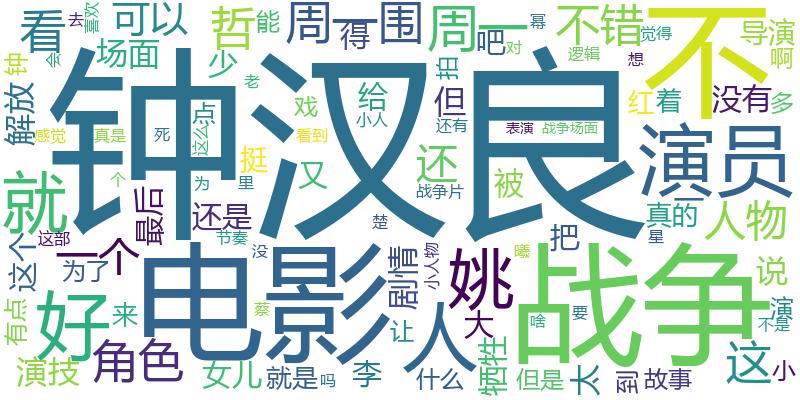 看
可以
哲
能
周一围
得
周一
吧
不错
觉得
幂
不
导演
啊
去
喜欢
会
场面
钟
少
老
解放
感觉
真是
钟汉良
死
这么
点
戏
挺
看到
给
小人
又
拍
但
还有
还
被
表演
战争场面
逻辑
对
想
红
着
没有
多
演员
真的
人物
星
就
一个
最后
还是
为
里
个
节奏
没
楚
战争片
小人物
把
曦
这个
这部
为了
电影
剧情
姚
人
战争
说
有点
好
来
蔡
让
大
啥
要
演
不是
演技
角色
女儿
就是
吗
李
什么
牺牲
但是
太
到
故事
这
小